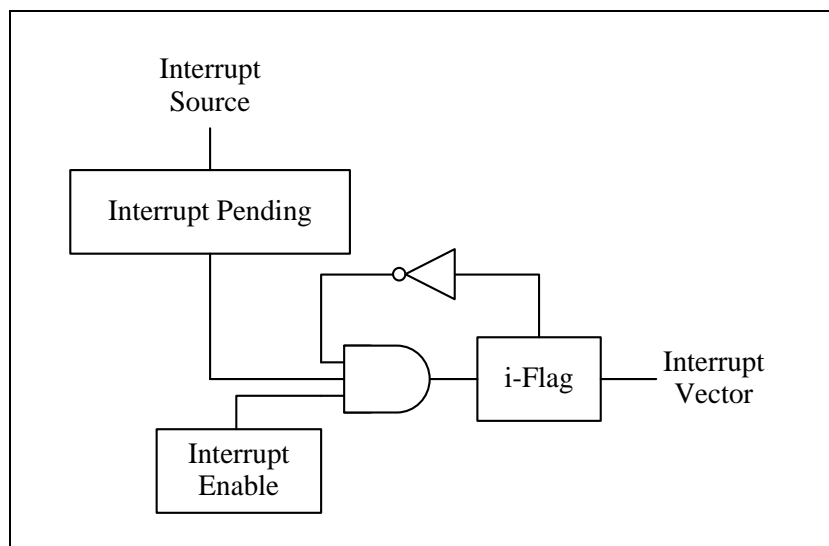 Interrupt
Source
Interrupt Pending
i-Flag
Interrupt
Vector
Interrupt
Enable